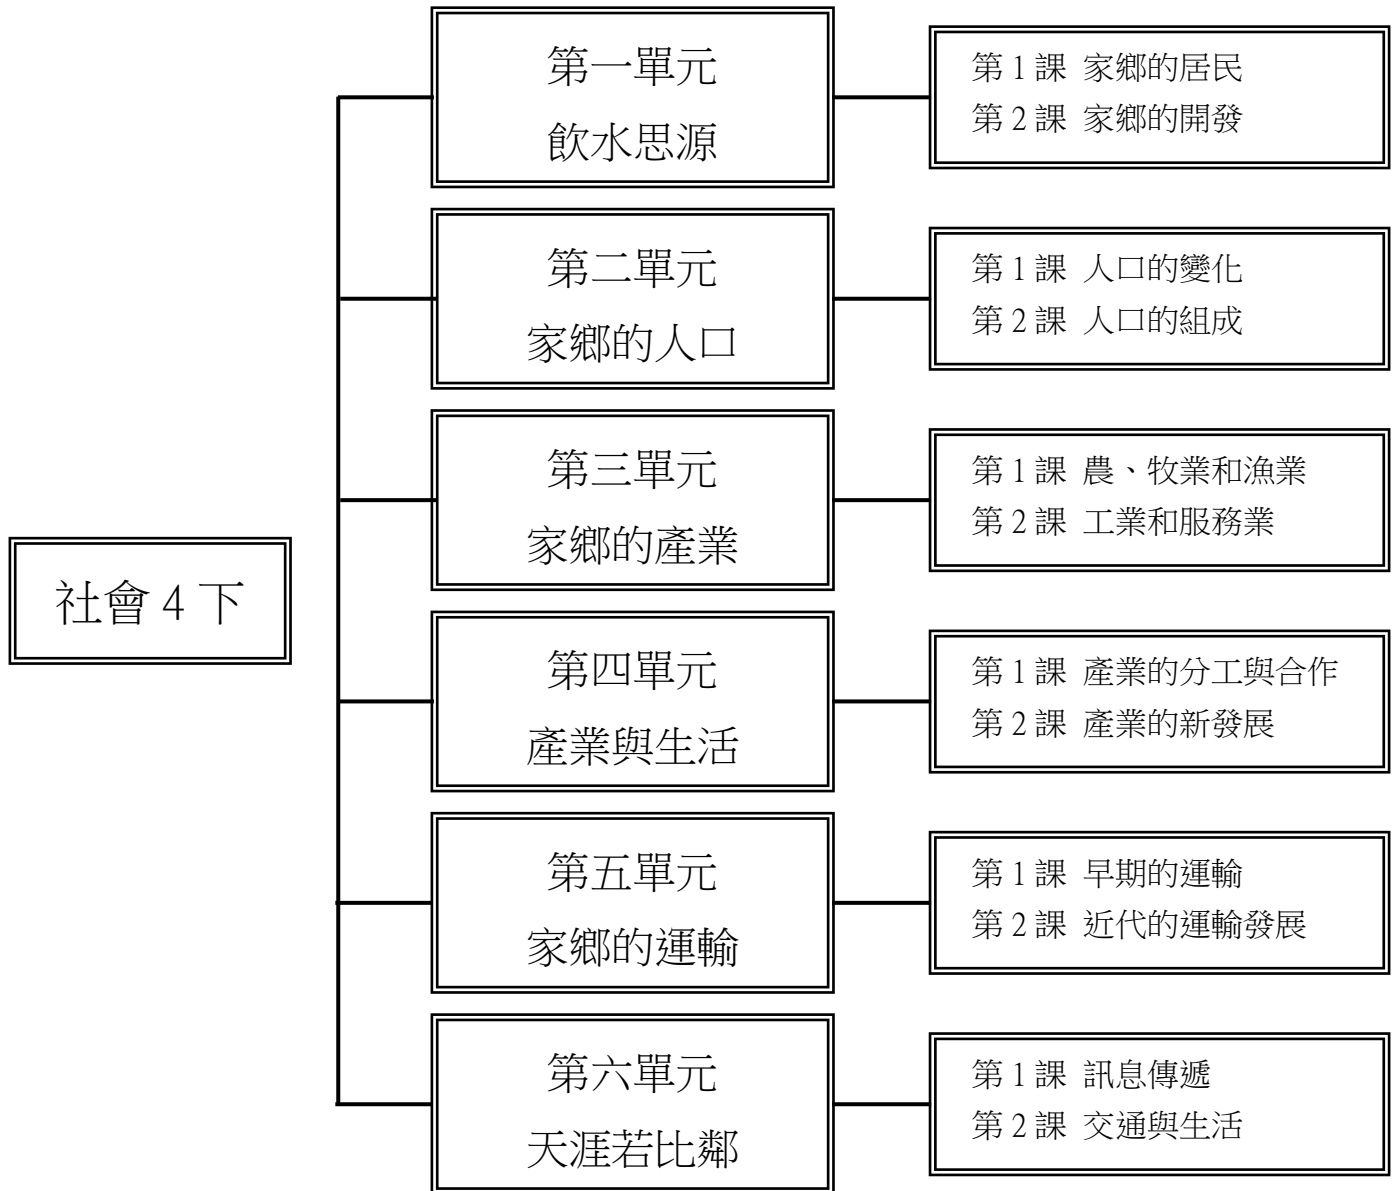 社會4下
第一單元
飲水思源
第1課 家鄉的居民
第2課 家鄉的開發
第二單元
家鄉的人口
第1課 人口的變化
第2課 人口的組成
第三單元
家鄉的產業
第1課 農、牧業和漁業
第2課 工業和服務業
第四單元
產業與生活
第1課 產業的分工與合作
第2課 產業的新發展
第五單元
家鄉的運輸
第1課 早期的運輸
第2課 近代的運輸發展
第六單元
天涯若比鄰
第1課 訊息傳遞
第2課 交通與生活